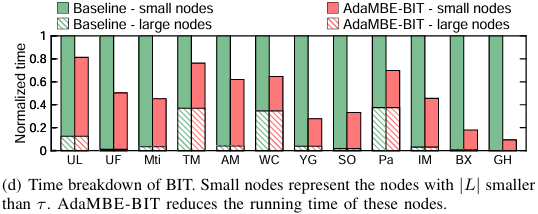 Baseline - small nodes AdaMBE-BIT - small nodes
Baseline - large nodes AdaMBE-BIT - large nodes
Normalized time
1
0.8
0.6
0.4
0.2
0
UL UF Mti TM AM WC YG SO Pa IM BX GH
(d) Time breakdown of BIT. Small nodes represent the nodes with |L| smaller
than τ. AdaMBE-BIT reduces the running time of these nodes.